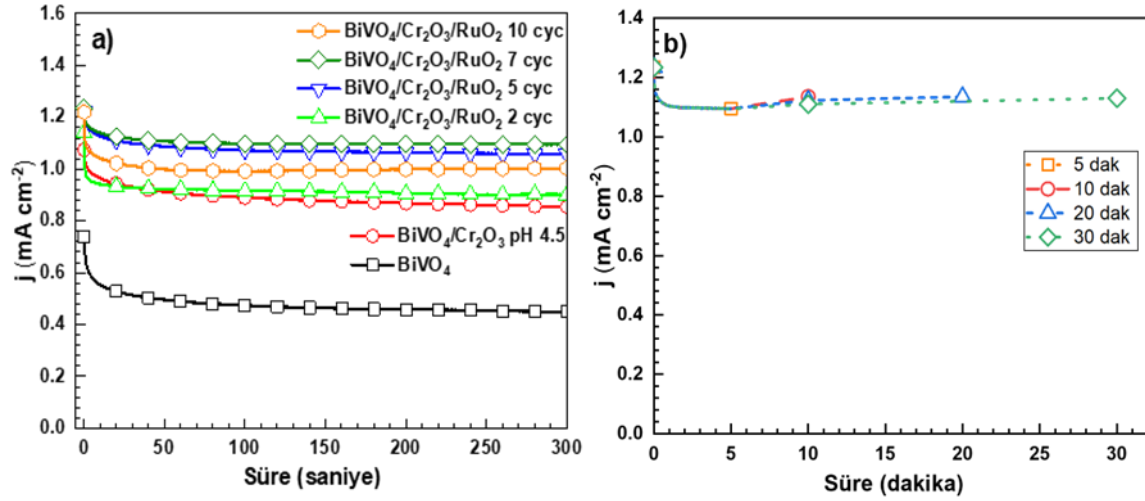 a)
BiVO₄/Cr₂O₃/RuO₂ 10 cyc
BiVO₄/Cr₂O₃/RuO₂ 7 cyc
BiVO₄/Cr₂O₃/RuO₂ 5 cyc
BiVO₄/Cr₂O₃/RuO₂ 2 cyc
BiVO₄/Cr₂O₃ pH 4.5
BiVO₄
j (mA cm⁻²)
1.6
1.4
1.2
1.0
0.8
0.6
0.4
0.2
0.0
0 50 100 150 200 250 300
Süre (saniye)
b)
j (mA cm⁻²)
1.4
1.2
1.0
0.8
0.6
0.4
0.2
0.0
5 dak
10 dak
20 dak
30 dak
0 5 10 15 20 25 30
Süre (dakika)